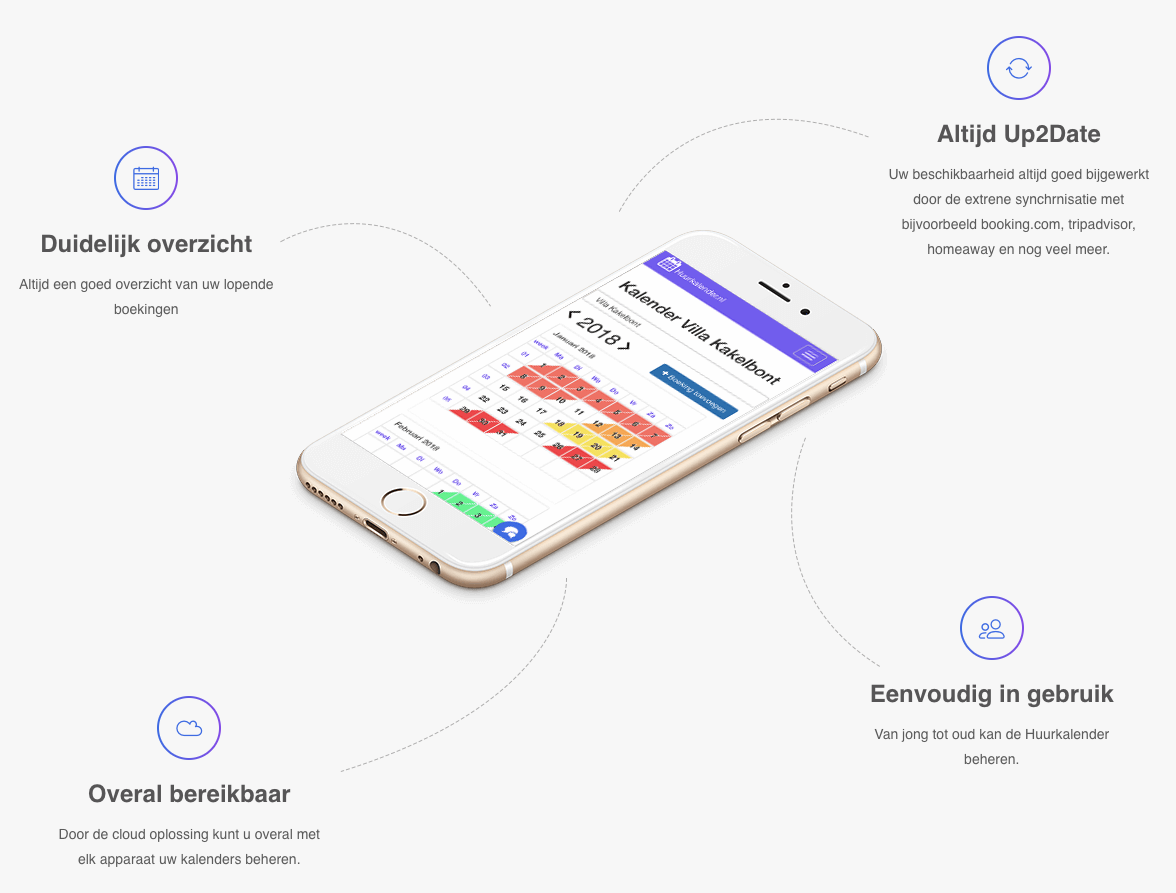 Altijd Up2Date
Uw beschikbaarheid altijd goed bijgewerkt
door de extrene synchrnisatie met
bijvoorbeeld booking.com, tripadvisor,
homeaway en nog veel meer.
Duidelijk overzicht
Altijd een goed overzicht van uw lopende
boekingen
Huurkalender.nl
Kalender Villa Kakelbont
Villa Kakelbont
2018
+ Boeking toevoegen
Januari 2018
week Ma Di Wo Do Vr Za Zo
01 1 2 3 4 5 6 7
02 8 9 10 11 12 13 14
03 15 16 17 18 19 20 21
04 22 23 24 25 26 27 28
05 29 30 31
Februari 2018
week Ma Di Wo Do Vr Za Zo
1 2 3
Eenvoudig in gebruik
Van jong tot oud kan de Huurkalender
beheren.
Overal bereikbaar
Door de cloud oplossing kunt u overal met
elk apparaat uw kalenders beheren.